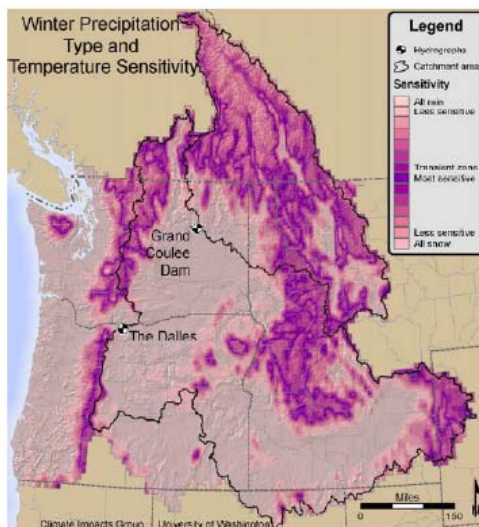 Winter Precipitation
Type and
Temperature Sensitivity
Legend
Hydrographs
Catchment area
Sensitivity
All rain
Less sensitive
Transient zone
Most sensitive
Less sensitive
All snow
Grand
Coulee
Dam
The Dalles
Miles
0 150
Climate Impacts Group University of Washington